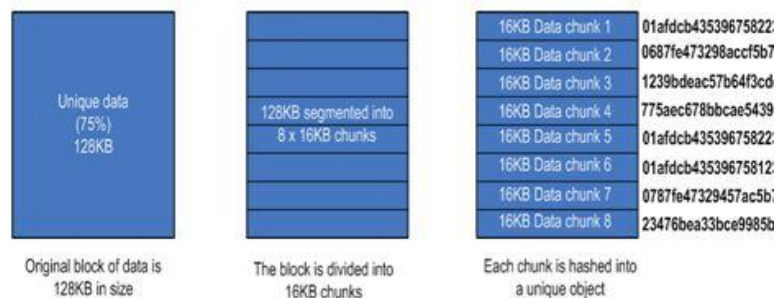 Unique data
(75%)
128KB
Original block of data is
128KB in size
128KB segmented into
8 x 16KB chunks
The block is divided into
16KB chunks
16KB Data chunk 1 01afdcb43539675822
16KB Data chunk 2 0687fe473298accf5b7
16KB Data chunk 3 1239bdeac57b64f3cd
16KB Data chunk 4 775aec678bbcae5439
16KB Data chunk 5 01afdcb43539675822
16KB Data chunk 6 01afdcb43539675812
16KB Data chunk 7 0787fe47329457ac5b
16KB Data chunk 8 23476bea33bce9985b
Each chunk is hashed into
a unique object